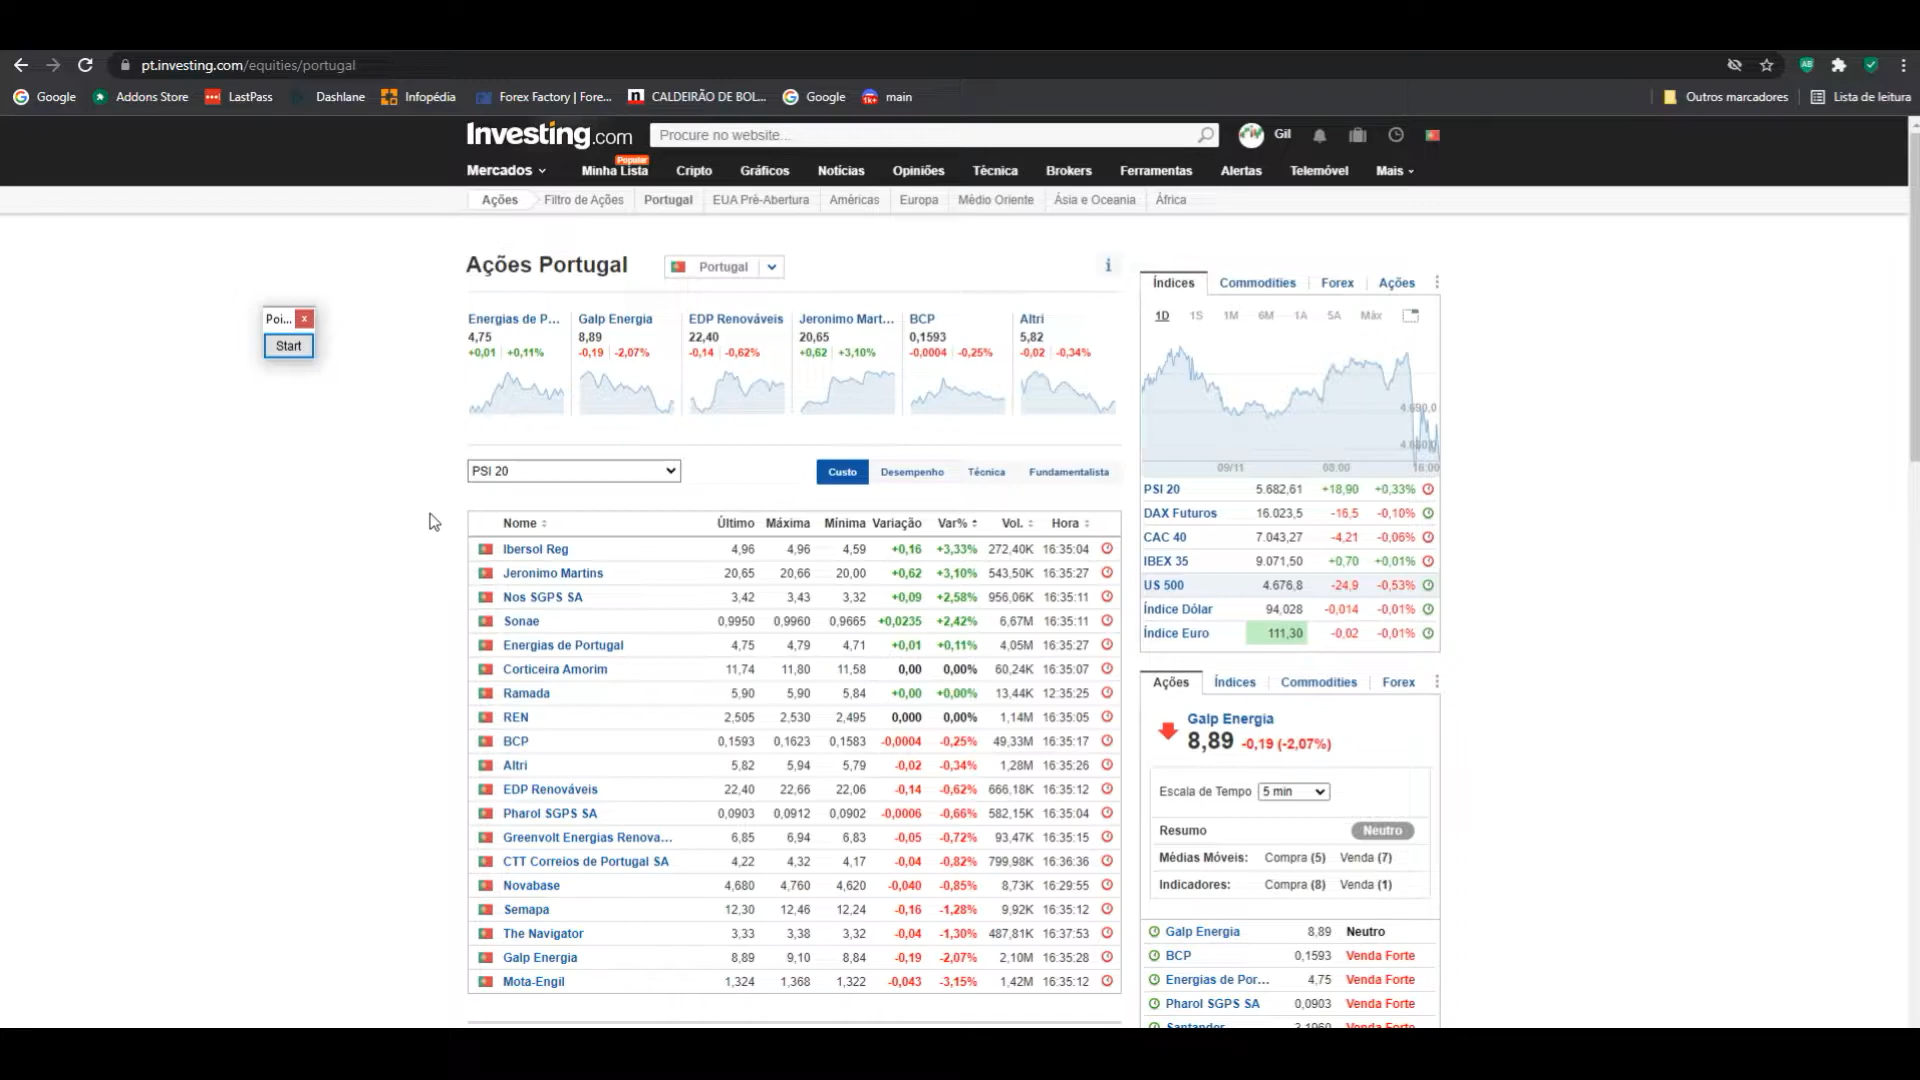 pt.investing.com/equities/portugal
Google Addons Store LastPass Dashlane Infopédia Forex Factory | Fore... CALDEIRÃO DE BOL... Google main Outros marcadores Lista de leitura
Investing.com Procure no website... Gil
Popular
Mercados Minha Lista Cripto Gráficos Notícias Opiniões Técnica Brokers Ferramentas Alertas Telemóvel Mais
Ações Filtro de Ações Portugal EUA Pré-Abertura Américas Europa Médio Oriente Ásia e Oceania África
Ações Portugal Portugal
Poi...
Start
Energias de P... Galp Energia EDP Renováveis Jeronimo Mart... BCP Altri
4,75 8,89 22,40 20,65 0,1593 5,82
+0,01 +0,11% -0,19 -2,07% -0,14 -0,62% +0,62 +3,10% -0,0004 -0,25% -0,02 -0,34%
PSI 20 Custo Desempenho Técnica Fundamentalista
Nome Último Máxima Mínima Variação Var% Vol. Hora
Ibersol Reg 4,96 4,96 4,59 +0,16 +3,33% 272,40K 16:35:04
Jeronimo Martins 20,65 20,66 20,00 +0,62 +3,10% 543,50K 16:35:27
Nos SGPS SA 3,42 3,43 3,32 +0,09 +2,58% 956,06K 16:35:11
Sonae 0,9950 0,9960 0,9665 +0,0235 +2,42% 6,67M 16:35:11
Energias de Portugal 4,75 4,79 4,71 +0,01 +0,11% 4,05M 16:35:27
Corticeira Amorim 11,74 11,80 11,58 0,00 0,00% 60,24K 16:35:07
Ramada 5,90 5,90 5,84 +0,00 +0,00% 13,44K 12:35:25
REN 2,505 2,530 2,495 0,000 0,00% 1,14M 16:35:05
BCP 0,1593 0,1623 0,1583 -0,0004 -0,25% 49,33M 16:35:17
Altri 5,82 5,94 5,79 -0,02 -0,34% 1,28M 16:35:26
EDP Renováveis 22,40 22,66 22,06 -0,14 -0,62% 666,18K 16:35:12
Pharol SGPS SA 0,0903 0,0912 0,0902 -0,0006 -0,66% 582,15K 16:35:04
Greenvolt Energias Renova... 6,85 6,94 6,83 -0,05 -0,72% 93,47K 16:35:15
CTT Correios de Portugal SA 4,22 4,32 4,17 -0,04 -0,82% 799,98K 16:36:36
Novabase 4,680 4,760 4,620 -0,040 -0,85% 8,73K 16:29:55
Semapa 12,30 12,46 12,24 -0,16 -1,28% 9,92K 16:35:12
The Navigator 3,33 3,38 3,32 -0,04 -1,30% 487,81K 16:37:53
Galp Energia 8,89 9,10 8,84 -0,19 -2,07% 2,10M 16:35:28
Mota-Engil 1,324 1,368 1,322 -0,043 -3,15% 1,42M 16:35:12
Índices Commodities Forex Ações
1D 1S 1M 6M 1A 5A Máx
4.690,0
4.680,0
09/11 08:00 16:00
PSI 20 5.682,61 +18,90 +0,33%
DAX Futuros 16.023,5 -16,5 -0,10%
CAC 40 7.043,27 -4,21 -0,06%
IBEX 35 9.071,50 +0,70 +0,01%
US 500 4.676,8 -24,9 -0,53%
Índice Dólar 94,028 -0,014 -0,01%
Índice Euro 111,30 -0,02 -0,01%
Ações Índices Commodities Forex
Galp Energia
8,89 -0,19 (-2,07%)
Escala de Tempo 5 min
Resumo Neutro
Médias Móveis: Compra (5) Venda (7)
Indicadores: Compra (8) Venda (1)
Galp Energia 8,89 Neutro
BCP 0,1593 Venda Forte
Energias de Por... 4,75 Venda Forte
Pharol SGPS SA 0,0903 Venda Forte
Santander 3,1960 Venda Forte